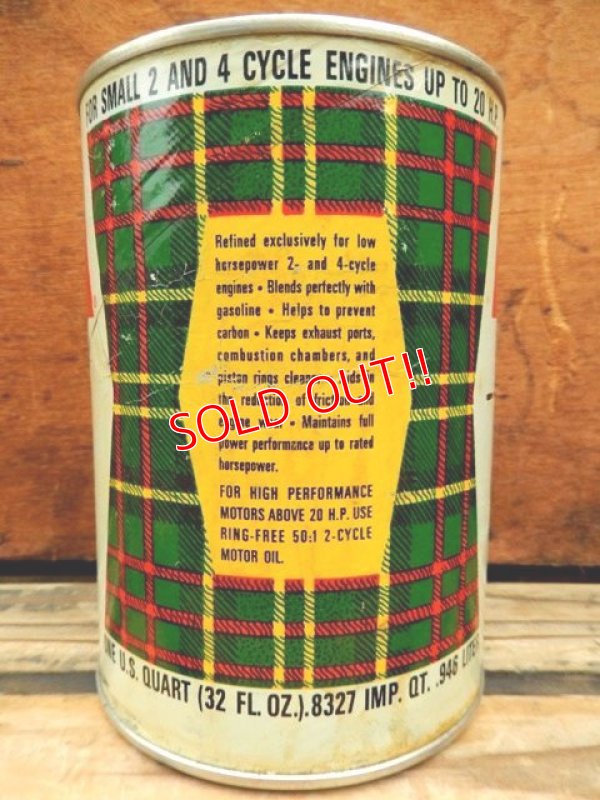 FOR SMALL 2 AND 4 CYCLE ENGINES UP TO 20 H.P.
Refined exclusively for low
horsepower 2- and 4-cycle
engines • Blends perfectly with
gasoline • Helps to prevent
carbon • Keeps exhaust ports,
combustion chambers, and
piston rings in
the reduction of
engine • Maintains full
power performance up to rated
horsepower.
SOLD OUT!!
FOR HIGH PERFORMANCE
MOTORS ABOVE 20 H.P. USE
RING-FREE 50:1 2-CYCLE
MOTOR OIL.
ONE U.S. QUART (32 FL. OZ.).8327 IMP. QT. .946 LITERS